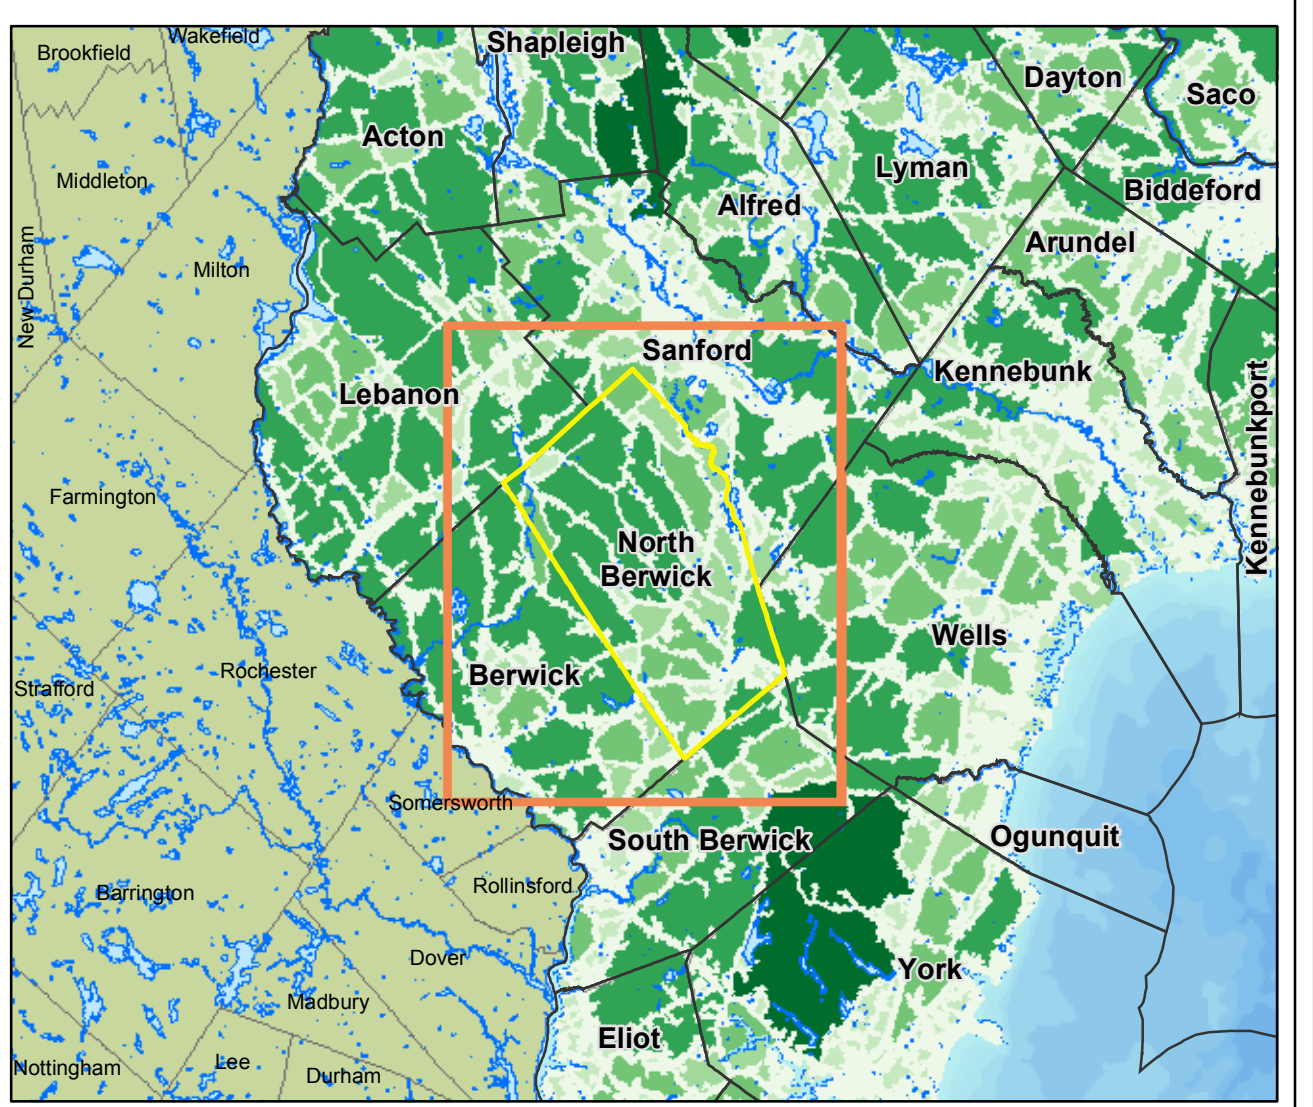 Wakefield
Shapleigh
Brookfield
Dayton
Saco
Acton
Lyman
Middleton
Biddeford
Alfred
Arundel
New Durham
Milton
Sanford
Kennebunk
Lebanon
Kennebunkport
Farmington
North
Berwick
Wells
Rochester
Berwick
Strafford
Somersworth
South Berwick
Ogunquit
Rollinsford
Barrington
Dover
York
Madbury
Eliot
Lee
Nottingham
Durham